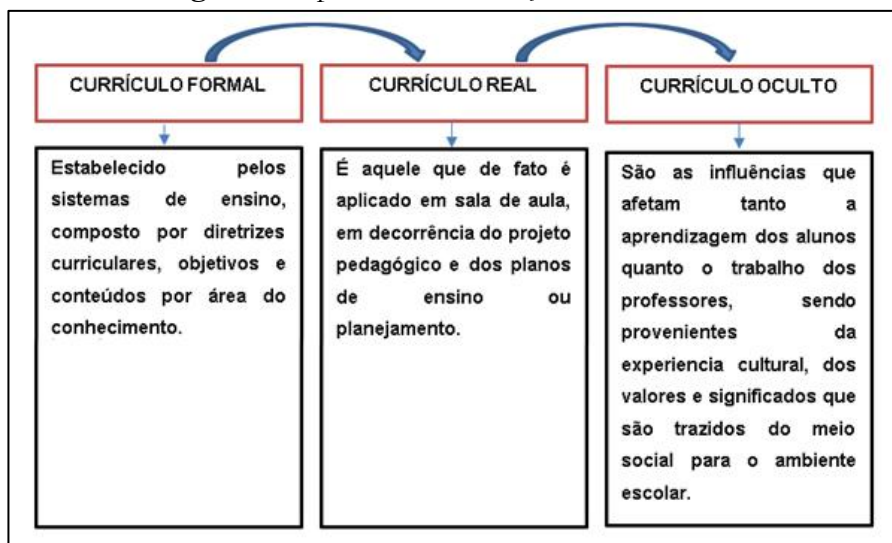 CURRÍCULO FORMAL
CURRÍCULO REAL
CURRÍCULO OCULTO
Estabelecido pelos
sistemas de ensino,
composto por diretrizes
curriculares, objetivos e
conteúdos por área do
conhecimento.
É aquele que de fato é
aplicado em sala de aula,
em decorrência do projeto
pedagógico e dos planos
de ensino ou
planejamento.
São as influências que
afetam tanto a
aprendizagem dos alunos
quanto o trabalho dos
professores, sendo
provenientes da
experiencia cultural, dos
valores e significados que
são trazidos do meio
social para o ambiente
escolar.